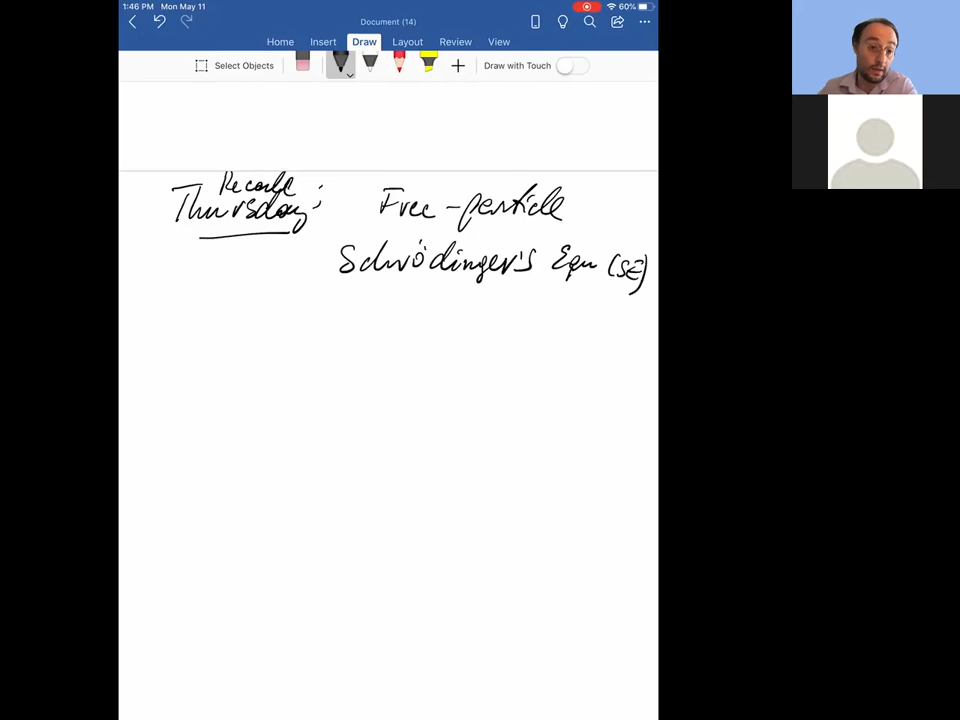 1:46 PM Mon May 11
60%
Document (14)
Home Insert Draw Layout Review View
Select Objects
Draw with Touch
Recall
Thursday: Free-particle
Schrödinger's Eqn (SE)